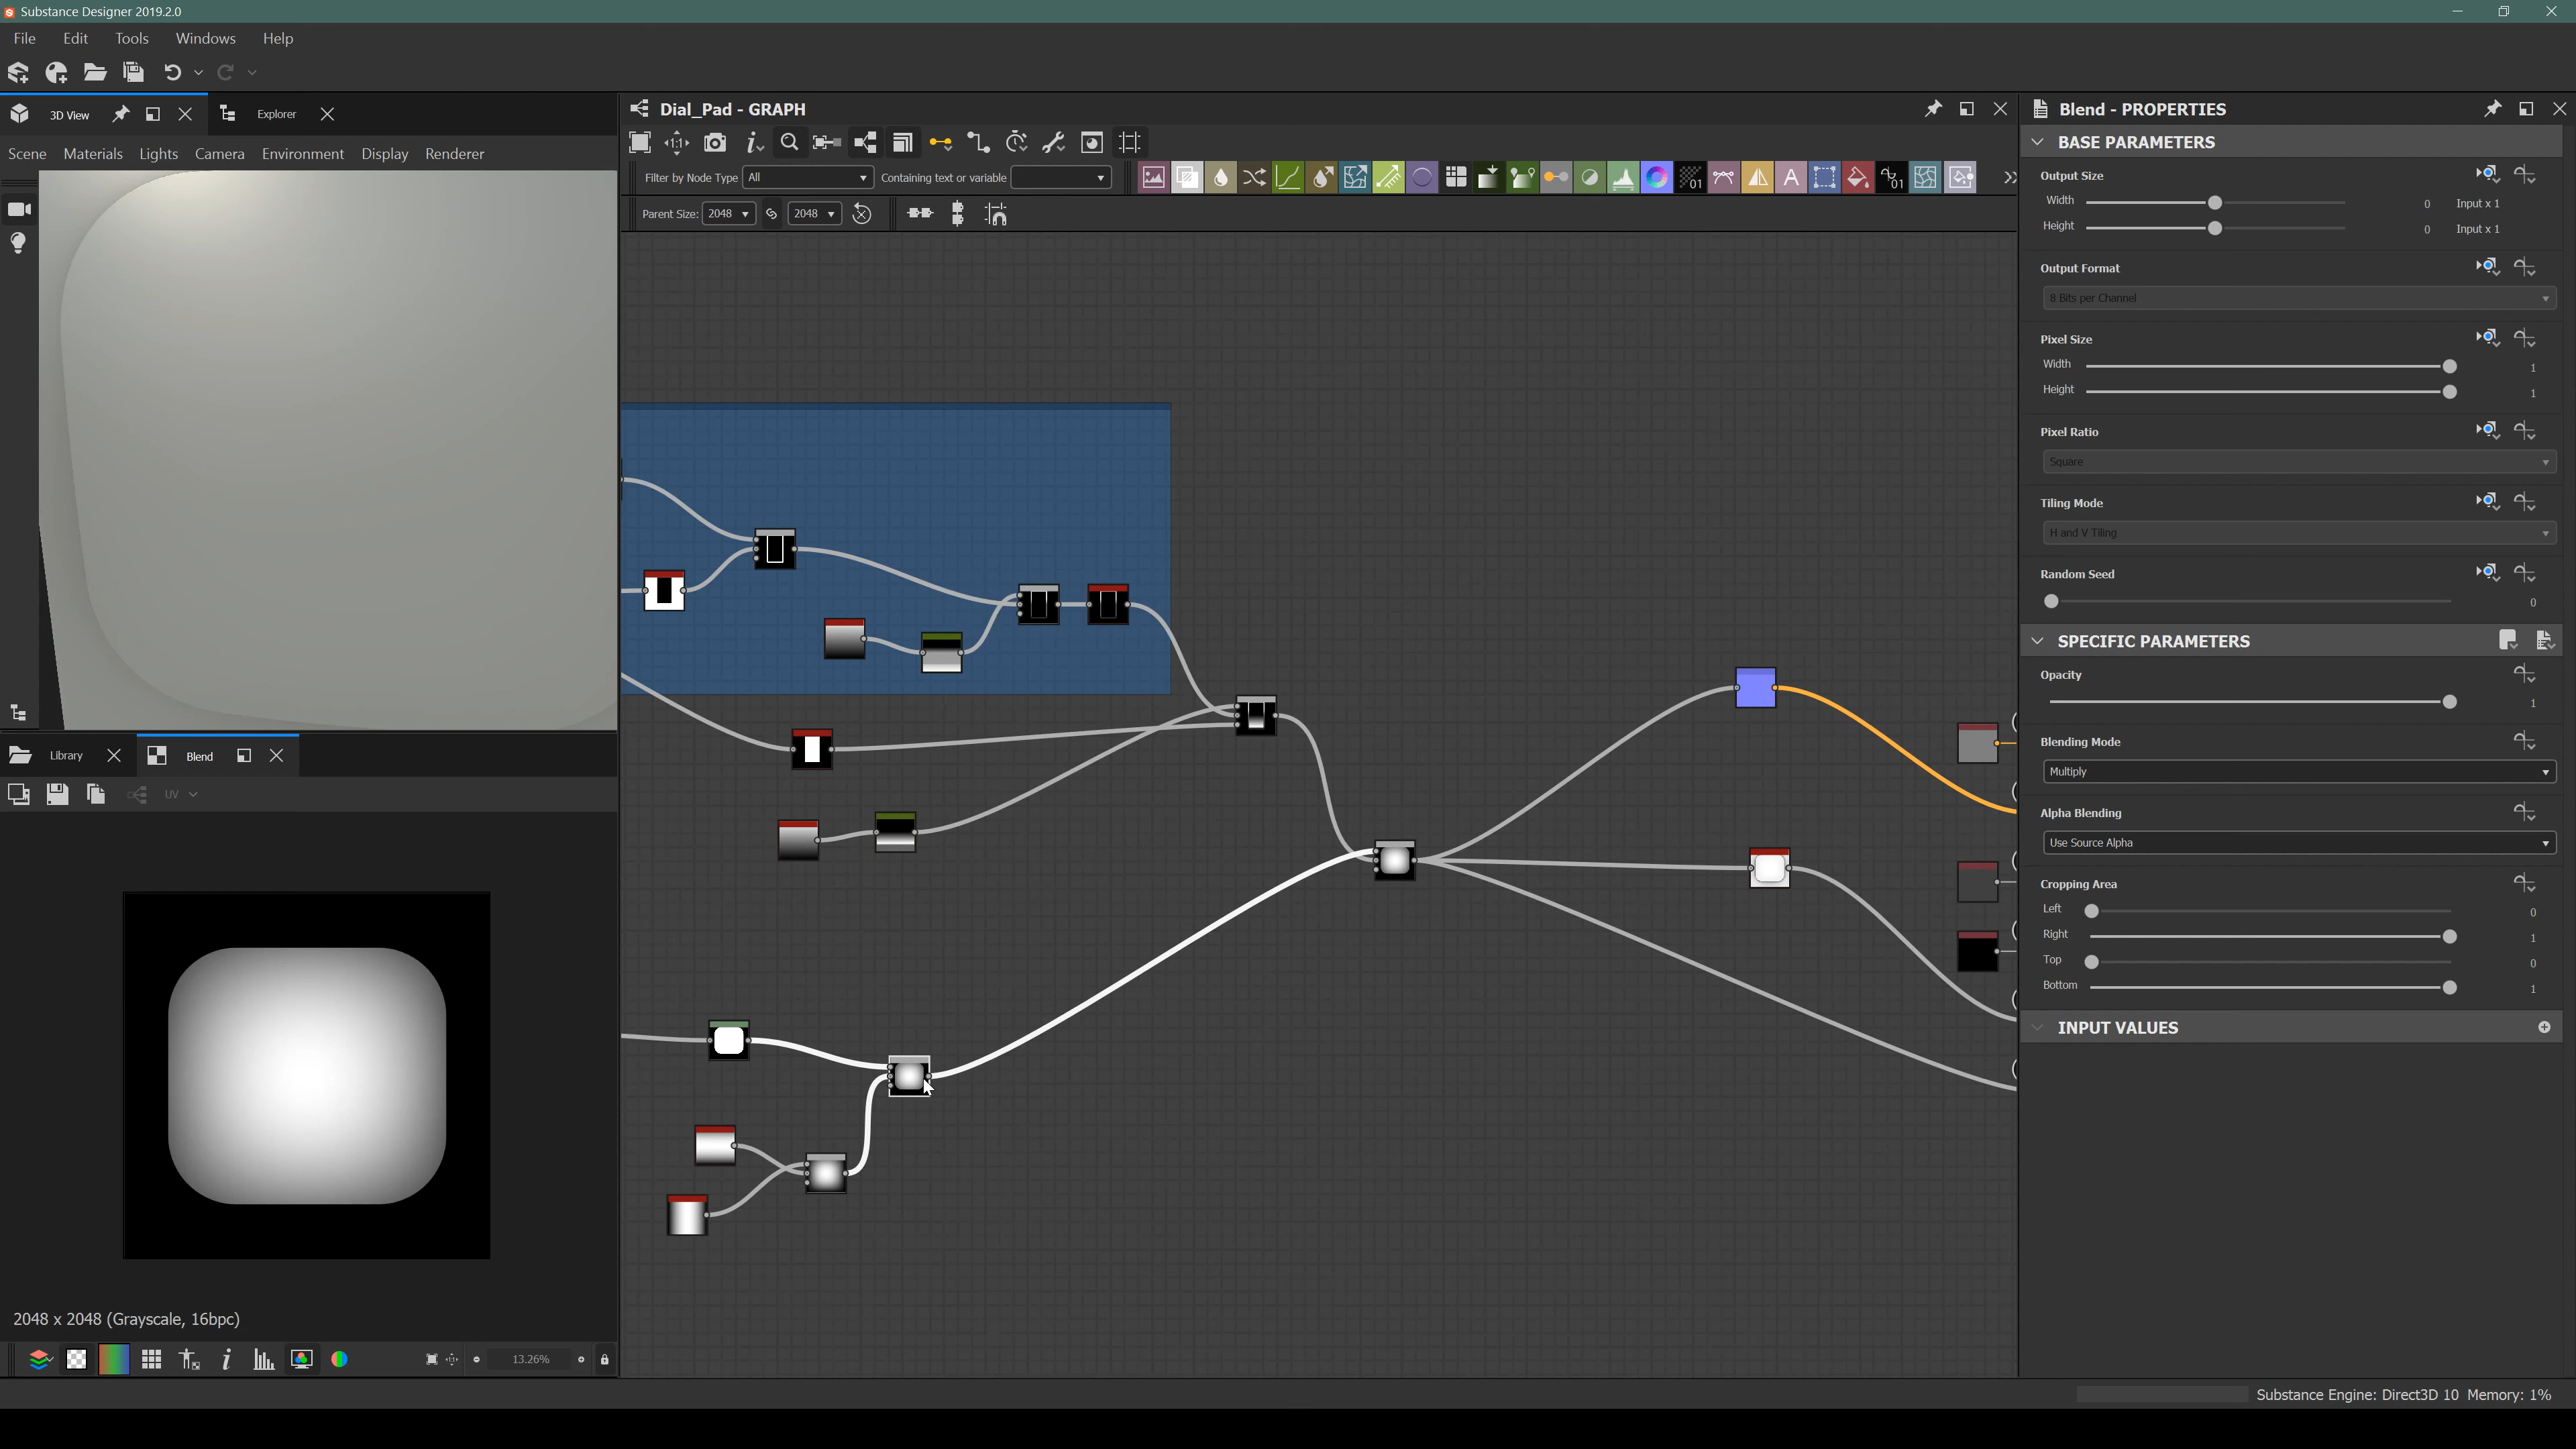 Substance Designer 2019.2.0
File Edit Tools Windows Help
3D View Explorer
Scene Materials Lights Camera Environment Display Renderer
Dial_Pad - GRAPH
1:1
Filter by Node Type All Containing text or variable
01 A 01
Parent Size: 2048 2048
Blend - PROPERTIES
BASE PARAMETERS
Output Size
Width 0 Input x 1
Height 0 Input x 1
Output Format
8 Bits per Channel
Pixel Size
Width 1
Height 1
Pixel Ratio
Square
Tiling Mode
H and V Tiling
Random Seed
0
SPECIFIC PARAMETERS
Opacity
1
Blending Mode
Multiply
Alpha Blending
Use Source Alpha
Cropping Area
Left 0
Right 1
Top 0
Bottom 1
INPUT VALUES
Library Blend
UV
2048 x 2048 (Grayscale, 16bpc)
13.26%
Substance Engine: Direct3D 10 Memory: 1%